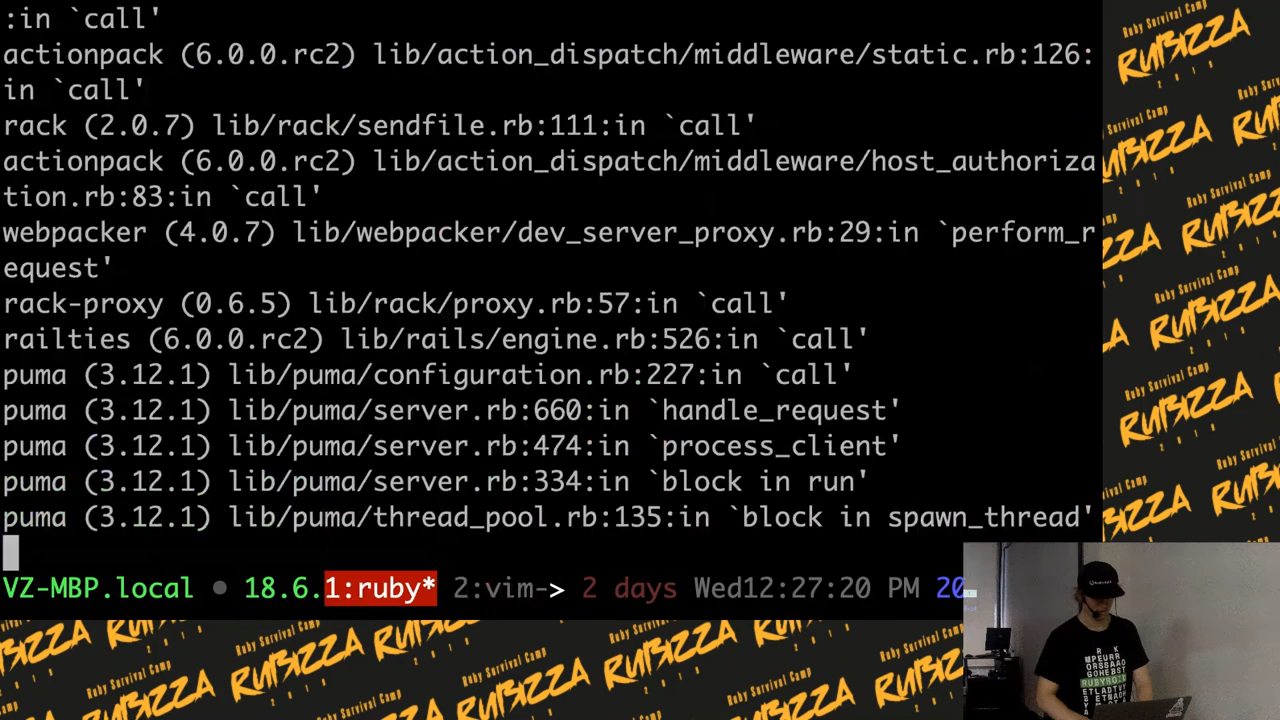 :in `call'
actionpack (6.0.0.rc2) lib/action_dispatch/middleware/static.rb:126:
in `call'
rack (2.0.7) lib/rack/sendfile.rb:111:in `call'
actionpack (6.0.0.rc2) lib/action_dispatch/middleware/host_authoriza
tion.rb:83:in `call'
webpacker (4.0.7) lib/webpacker/dev_server_proxy.rb:29:in `perform_r
equest'
rack-proxy (0.6.5) lib/rack/proxy.rb:57:in `call'
railties (6.0.0.rc2) lib/rails/engine.rb:526:in `call'
puma (3.12.1) lib/puma/configuration.rb:227:in `call'
puma (3.12.1) lib/puma/server.rb:660:in `handle_request'
puma (3.12.1) lib/puma/server.rb:474:in `process_client'
puma (3.12.1) lib/puma/server.rb:334:in `block in run'
puma (3.12.1) lib/puma/thread_pool.rb:135:in `block in spawn_thread'
VZ-MBP.local ● 18.6.1:ruby* 2:vim-> 2 days Wed12:27:20 PM 20
Ruby Survival Camp
RUBIZZA
2019